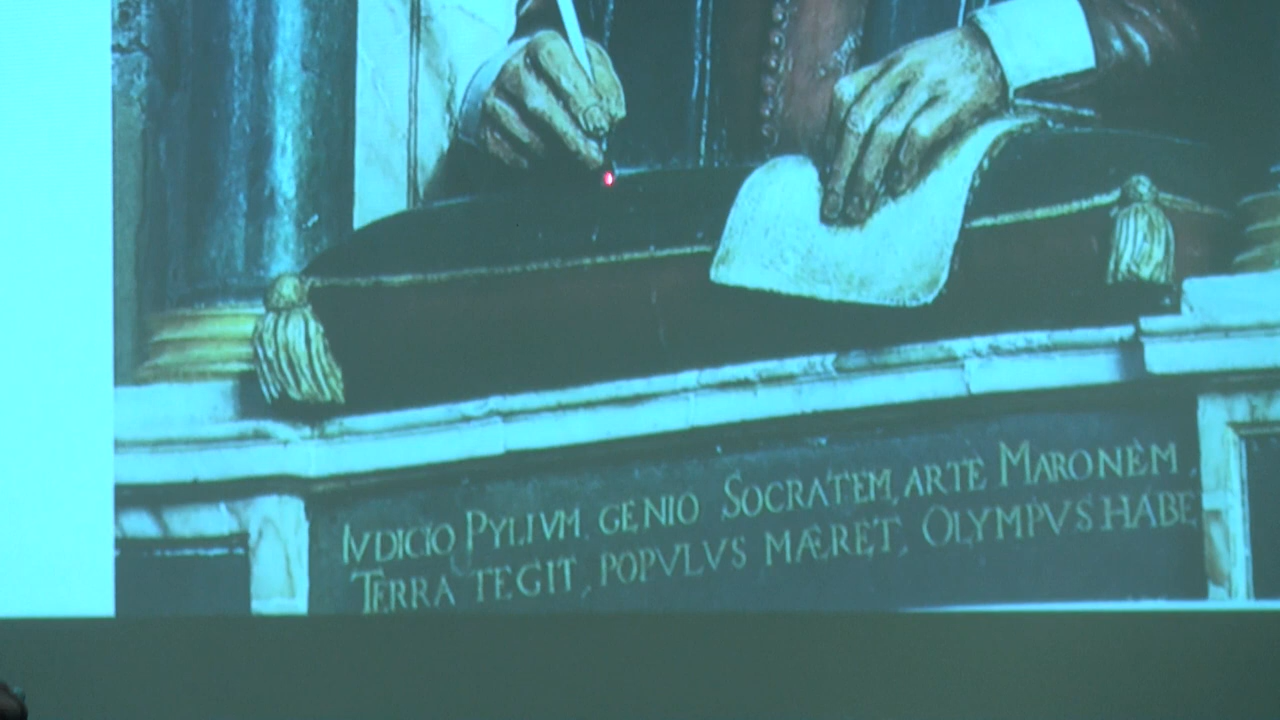 IVDICIO PYLIVM. GENIO SOCRATEM, ARTE MARONEM.
TERRA TEGIT, POPVLVS MÆRET, OLYMPVS HABE